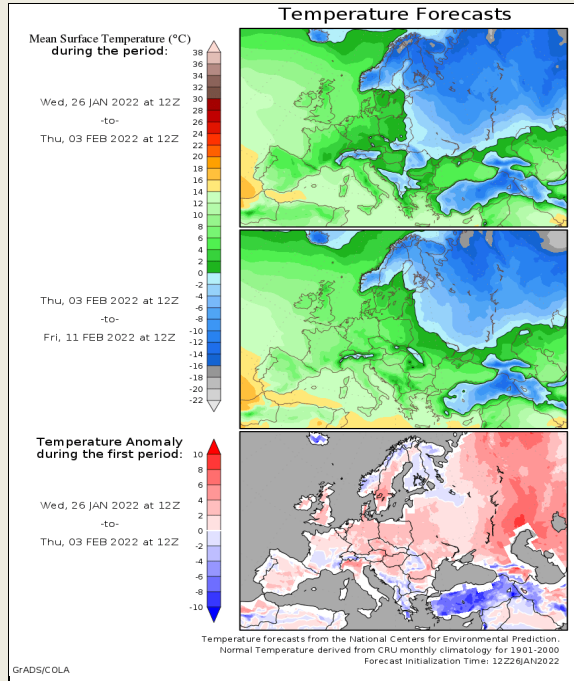 Temperature Forecasts
Mean Surface Temperature (°C)
during the period:
38
36
34
32
30
28
26
24
22
20
18
16
14
12
10
8
6
4
2
0
-2
-4
-6
-8
-10
-12
-14
-16
-18
-20
-22
Wed, 26 JAN 2022 at 12Z
-to-
Thu, 03 FEB 2022 at 12Z
Thu, 03 FEB 2022 at 12Z
-to-
Fri, 11 FEB 2022 at 12Z
Temperature Anomaly
during the first period:
10
8
6
4
2
0
-2
-4
-6
-8
-10
Wed, 26 JAN 2022 at 12Z
-to-
Thu, 03 FEB 2022 at 12Z
Temperature forecasts from the National Centers for Environmental Prediction.
Normal Temperature derived from CRU monthly climatology for 1901-2000
Forecast Initialization Time: 12Z26JAN2022
GrADS/COLA